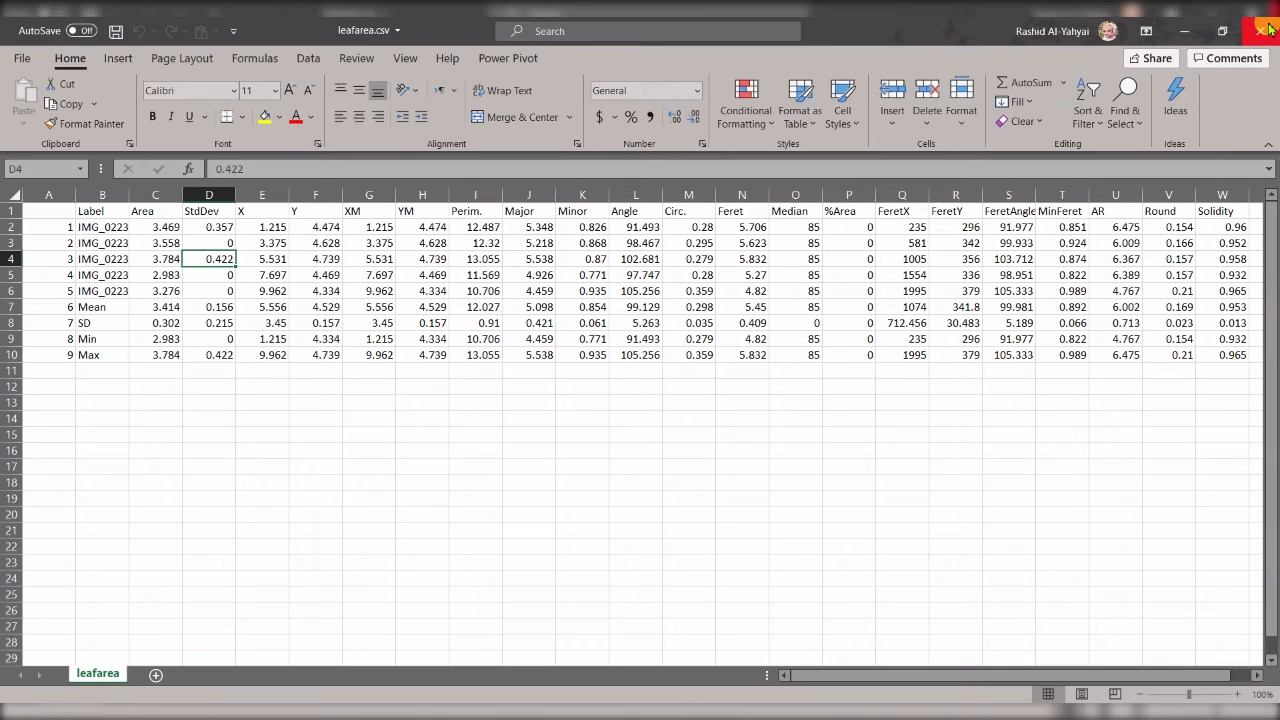 AutoSave Off leafarea.csv Search Rashid Al-Yahyai
File Home Insert Page Layout Formulas Data Review View Help Power Pivot Share Comments
Paste Cut Copy Format Painter Calibri 11 A A Wrap Text General Conditional Formatting Format as Table Cell Styles Insert Delete Format AutoSum Fill Clear Sort & Filter Find & Select Ideas
B I U A Merge & Center $ % 9
Clipboard Font Alignment Number Styles Cells Editing Ideas
D4 fx 0.422
A B C D E F G H I J K L M N O P Q R S T U V W
1 Label Area StdDev X Y XM YM Perim. Major Minor Angle Circ. Feret Median %Area FeretX FeretY FeretAngle MinFeret AR Round Solidity
2 1 IMG_0223 3.469 0.357 1.215 4.474 1.215 4.474 12.487 5.348 0.826 91.493 0.28 5.706 85 0 235 296 91.977 0.851 6.475 0.154 0.96
3 2 IMG_0223 3.558 0 3.375 4.628 3.375 4.628 12.32 5.218 0.868 98.467 0.295 5.623 85 0 581 342 99.933 0.924 6.009 0.166 0.952
4 3 IMG_0223 3.784 0.422 5.531 4.739 5.531 4.739 13.055 5.538 0.87 102.681 0.279 5.832 85 0 1005 356 103.712 0.874 6.367 0.157 0.958
5 4 IMG_0223 2.983 0 7.697 4.469 7.697 4.469 11.569 4.926 0.771 97.747 0.28 5.27 85 0 1554 336 98.951 0.822 6.389 0.157 0.932
6 5 IMG_0223 3.276 0 9.962 4.334 9.962 4.334 10.706 4.459 0.935 105.256 0.359 4.82 85 0 1995 379 105.333 0.989 4.767 0.21 0.965
7 6 Mean 3.414 0.156 5.556 4.529 5.556 4.529 12.027 5.098 0.854 99.129 0.298 5.45 85 0 1074 341.8 99.981 0.892 6.002 0.169 0.953
8 7 SD 0.302 0.215 3.45 0.157 3.45 0.157 0.91 0.421 0.061 5.263 0.035 0.409 0 0 712.456 30.483 5.189 0.066 0.713 0.023 0.013
9 8 Min 2.983 0 1.215 4.334 1.215 4.334 10.706 4.459 0.771 91.493 0.279 4.82 85 0 235 296 91.977 0.822 4.767 0.154 0.932
10 9 Max 3.784 0.422 9.962 4.739 9.962 4.739 13.055 5.538 0.935 105.256 0.359 5.832 85 0 1995 379 105.333 0.989 6.475 0.21 0.965
11
12
13
14
15
16
17
18
19
20
21
22
23
24
25
26
27
28
29
leafarea
100%